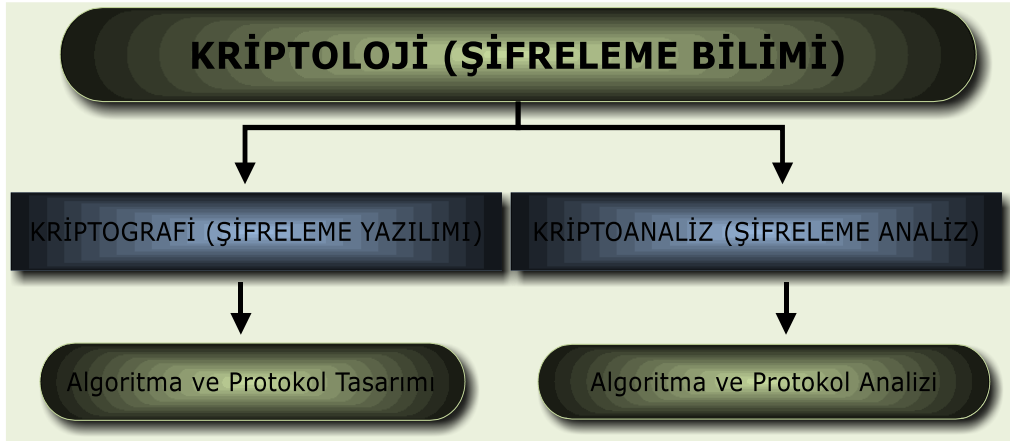 KRİPTOLOJİ (ŞİFRELEME BİLİMİ)
KRİPTOGRAFİ (ŞİFRELEME YAZILIMI)
KRİPTOANALİZ (ŞİFRELEME ANALİZ)
Algoritma ve Protokol Tasarımı
Algoritma ve Protokol Analizi